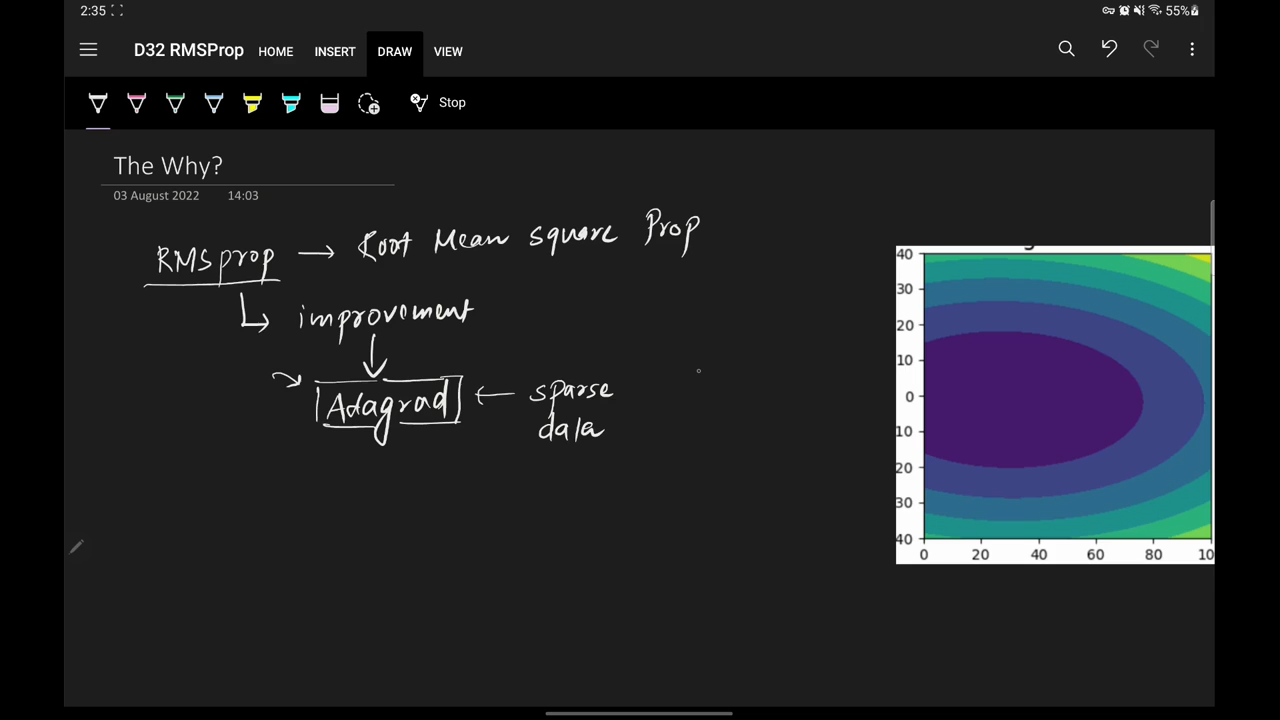 2:35 55%
D32 RMSProp HOME INSERT DRAW VIEW
Stop
The Why?
03 August 2022 14:03
RMSprop → Root Mean square Prop
improvement
Adagrad ← sparse
data
40
30
20
10
0
10
20
30
40
0 20 40 60 80 10